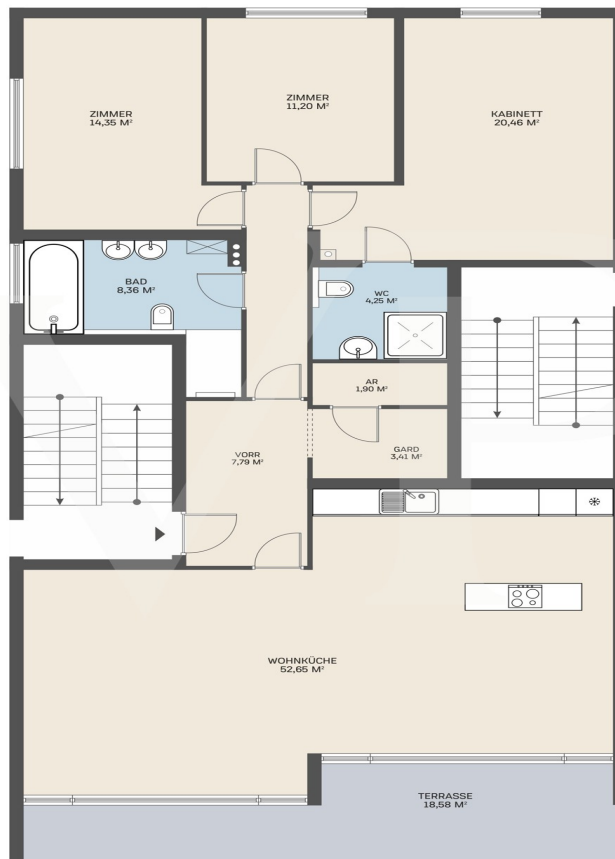 ZIMMER
14,35 M²
ZIMMER
11,20 M²
KABINETT
20,46 M²
BAD
8,36 M²
WC
4,25 M²
AR
1,90 M²
VORR
7,79 M²
GARD
3,41 M²
WOHNKÜCHE
52,65 M²
TERRASSE
18,58 M²